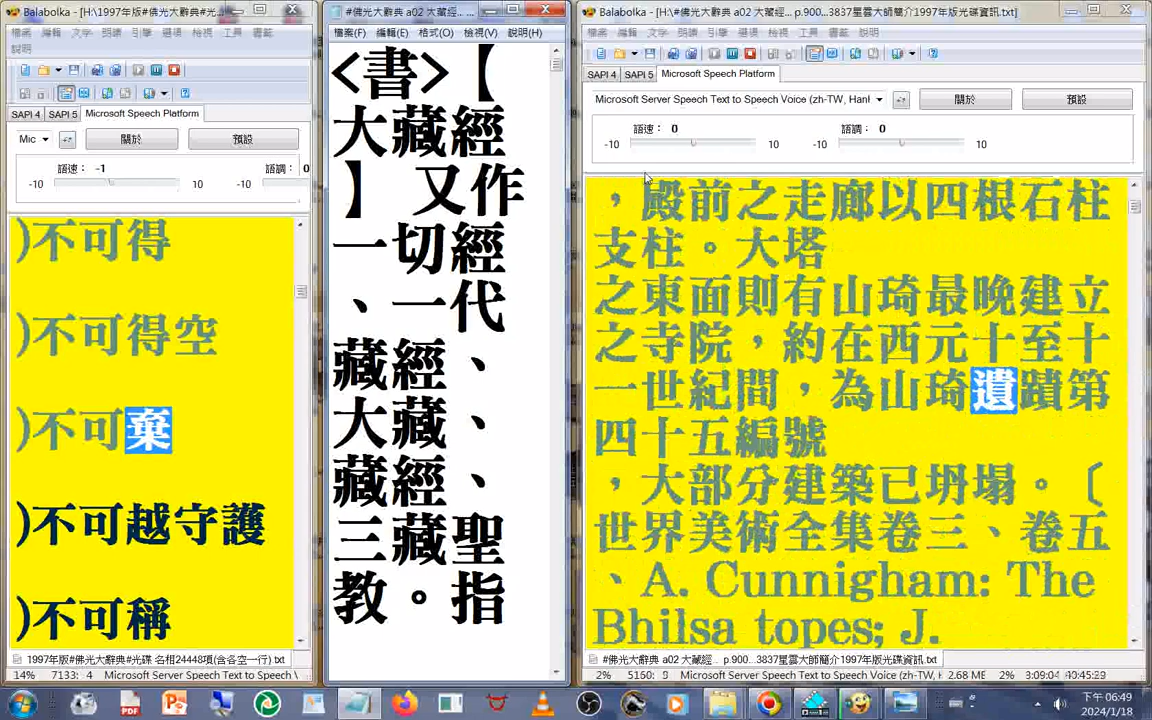 Balabolka - [H:\1997年版#佛光大辭典#光...
檔案 編輯 文字 朗讀 引擎 選項 檢視 工具 書籤
說明
SAPI 4 SAPI 5 Microsoft Speech Platform
Mic 關於 預設
語速： -1 語調： 0
-10 10 -10
)不可得
)不可得空
)不可棄
)不可越守護
)不可稱
1997年版#佛光大辭典#光碟 名相24448項(含各空一行).txt
14% 7133: 4 Microsoft Server Speech Text to Speech \
#佛光大辭典 a02 大藏經...
檔案(F) 編輯(E) 格式(O) 檢視(V) 說明(H)
<書>【
大藏經
】 又作
一切經
、一代
藏經、
大藏、
藏經、
三藏聖
教。指
Balabolka - [H:\#佛光大辭典 a02 大藏經... p.900...3837星雲大師簡介1997年版光碟資訊.txt]
檔案 編輯 文字 朗讀 引擎 選項 檢視 工具 書籤 說明
SAPI 4 SAPI 5 Microsoft Speech Platform
Microsoft Server Speech Text to Speech Voice (zh-TW, Hanl 關於 預設
語速： 0 語調： 0
-10 10 -10 10
，殿前之走廊以四根石柱
支柱。大塔
之東面則有山琦最晚建立
之寺院，約在西元十至十
一世紀間，為山琦遺蹟第
四十五編號
，大部分建築已坍塌。〔
世界美術全集卷三、卷五
、A. Cunnigham: The
Bhilsa topes; J.
#佛光大辭典 a02 大藏經... p.900...3837星雲大師簡介1997年版光碟資訊.txt
2% 5160: 9 Microsoft Server Speech Text to Speech Voice (zh-TW, H 2.68 ME 2% 3:09:04 40:45:29
下午 06:49
2024/1/18